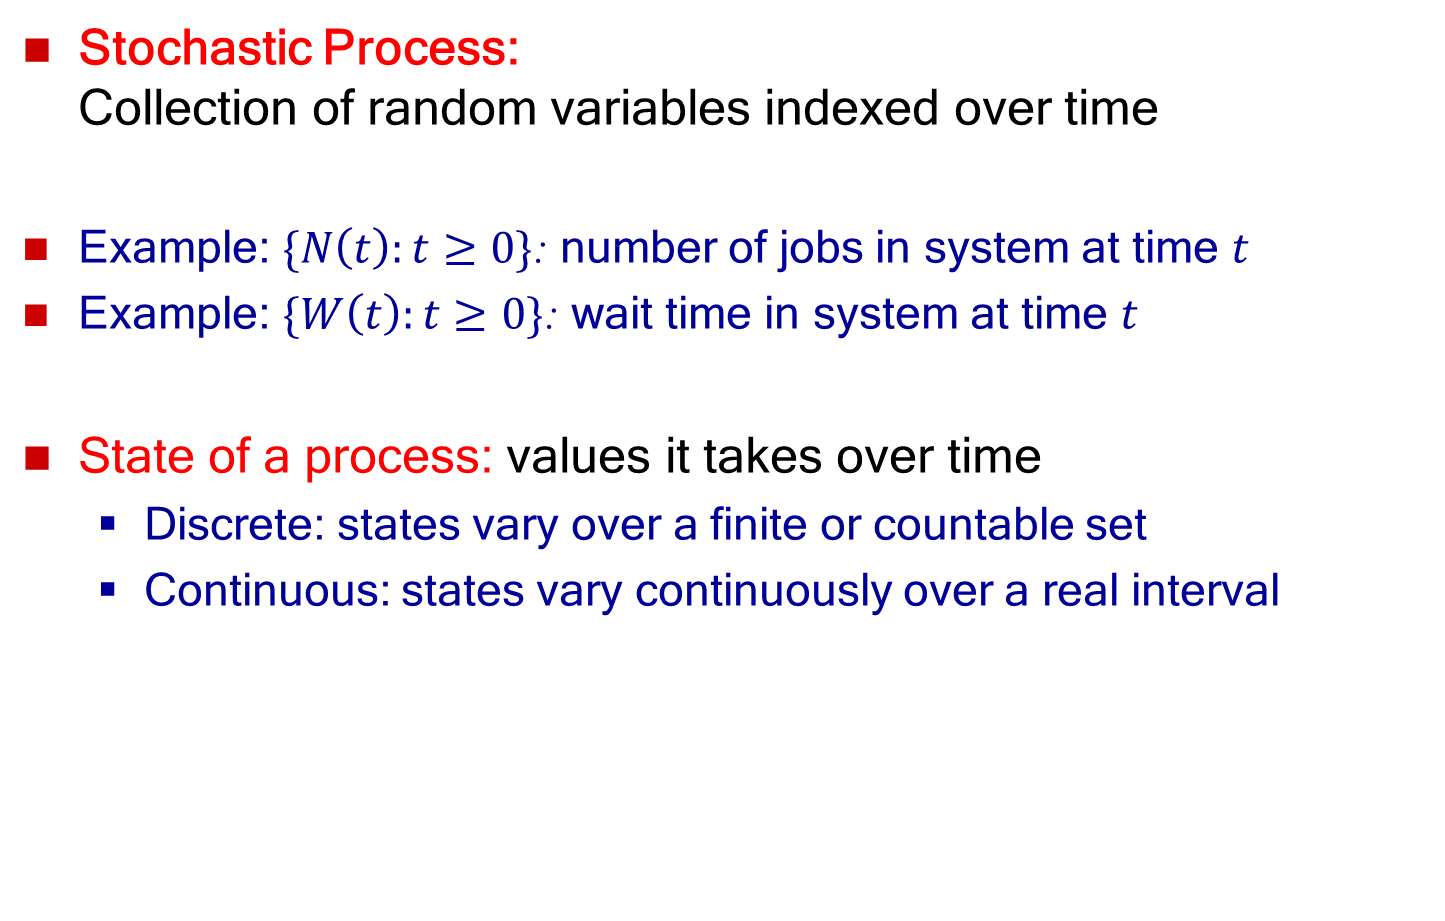 Stochastic Process:
Collection of random variables indexed over time
Example: {N(t): t ≥ 0}: number of jobs in system at time t
Example: {W(t): t ≥ 0}: wait time in system at time t
State of a process: values it takes over time
Discrete: states vary over a finite or countable set
Continuous: states vary continuously over a real interval